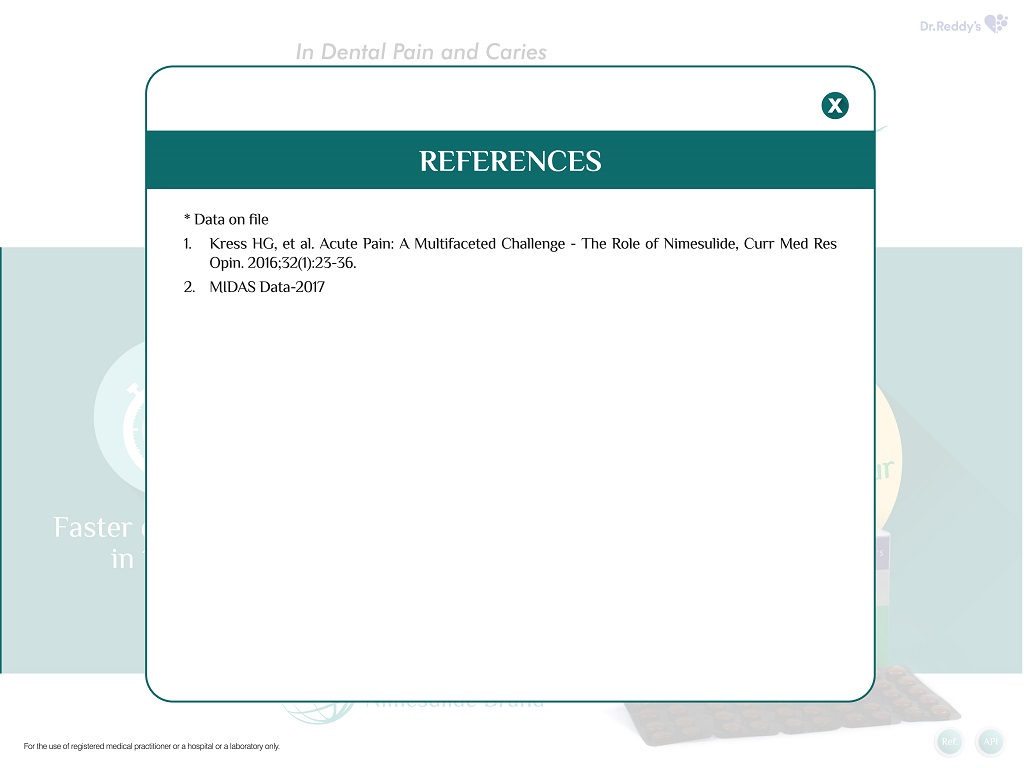 Dr.Reddy's
In Dental Pain and Caries
X
REFERENCES
* Data on file
1. Kress HG, et al. Acute Pain: A Multifaceted Challenge - The Role of Nimesulide, Curr Med Res
Opin. 2016;32(1):23-36.
2. MIDAS Data-2017
Faster
in
Nimesulide Brand
For the use of registered medical practitioner or a hospital or a laboratory only.
Ref.
API